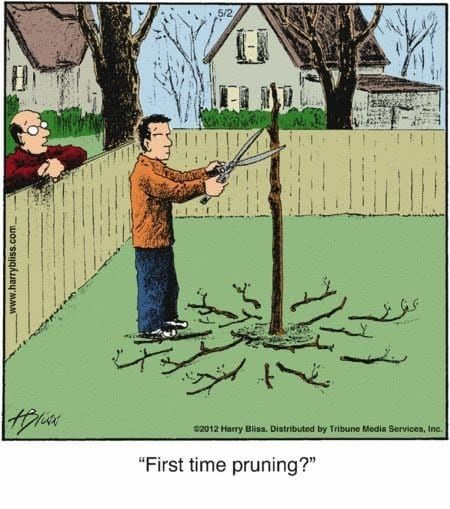 5/2
www.harrybliss.com
HBliss
©2012 Harry Bliss. Distributed by Tribune Media Services, Inc.
“First time pruning?”